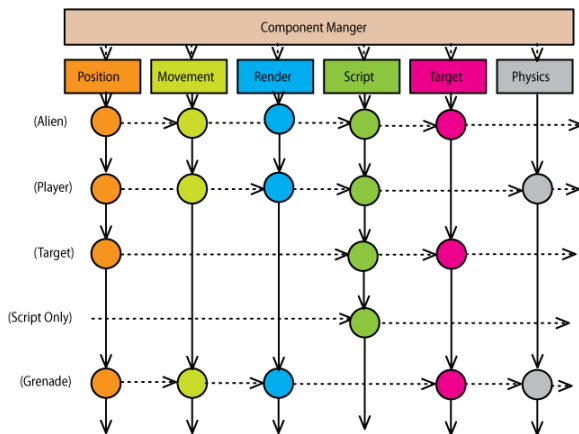 Component Manger
Position Movement Render Script Target Physics
(Alien)
(Player)
(Target)
(Script Only)
(Grenade)